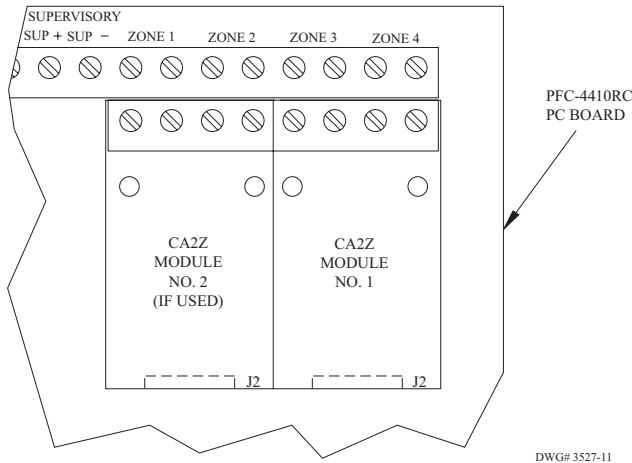 SUPERVISORY
SUP + SUP − ZONE 1 ZONE 2 ZONE 3 ZONE 4
PFC-4410RC
PC BOARD
CA2Z
MODULE
NO. 2
(IF USED)
CA2Z
MODULE
NO. 1
J2
J2
DWG# 3527-11